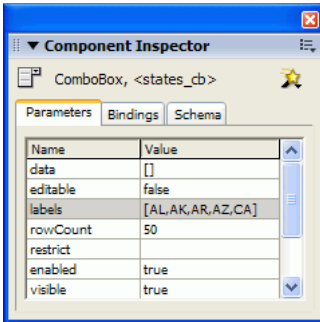 Component Inspector
ComboBox, <states_cb>
Parameters Bindings Schema
Name Value
data []
editable false
labels [AL,AK,AR,AZ,CA]
rowCount 50
restrict
enabled true
visible true